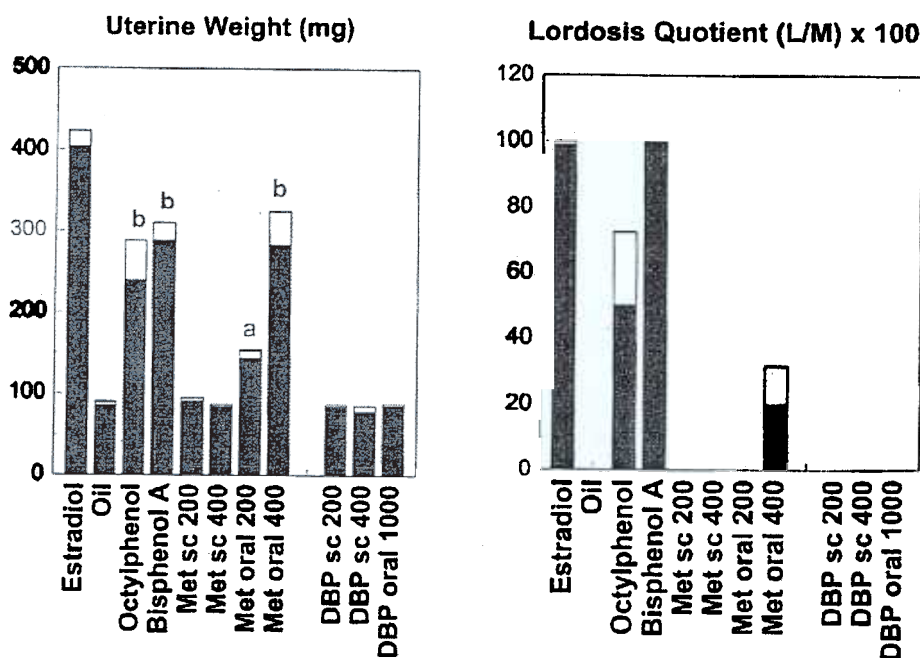 Uterine Weight (mg)
500
400
300
200
100
0
b
b
a
b
Estradiol
Oil
Octylphenol
Bisphenol A
Met sc 200
Met sc 400
Met oral 200
Met oral 400
DBP sc 200
DBP sc 400
DBP oral 1000
Lordosis Quotient (L/M) x 100
120
100
80
60
40
20
0
Estradiol
Oil
Octylphenol
Bisphenol A
Met sc 200
Met sc 400
Met oral 200
Met oral 400
DBP sc 200
DBP sc 400
DBP oral 1000